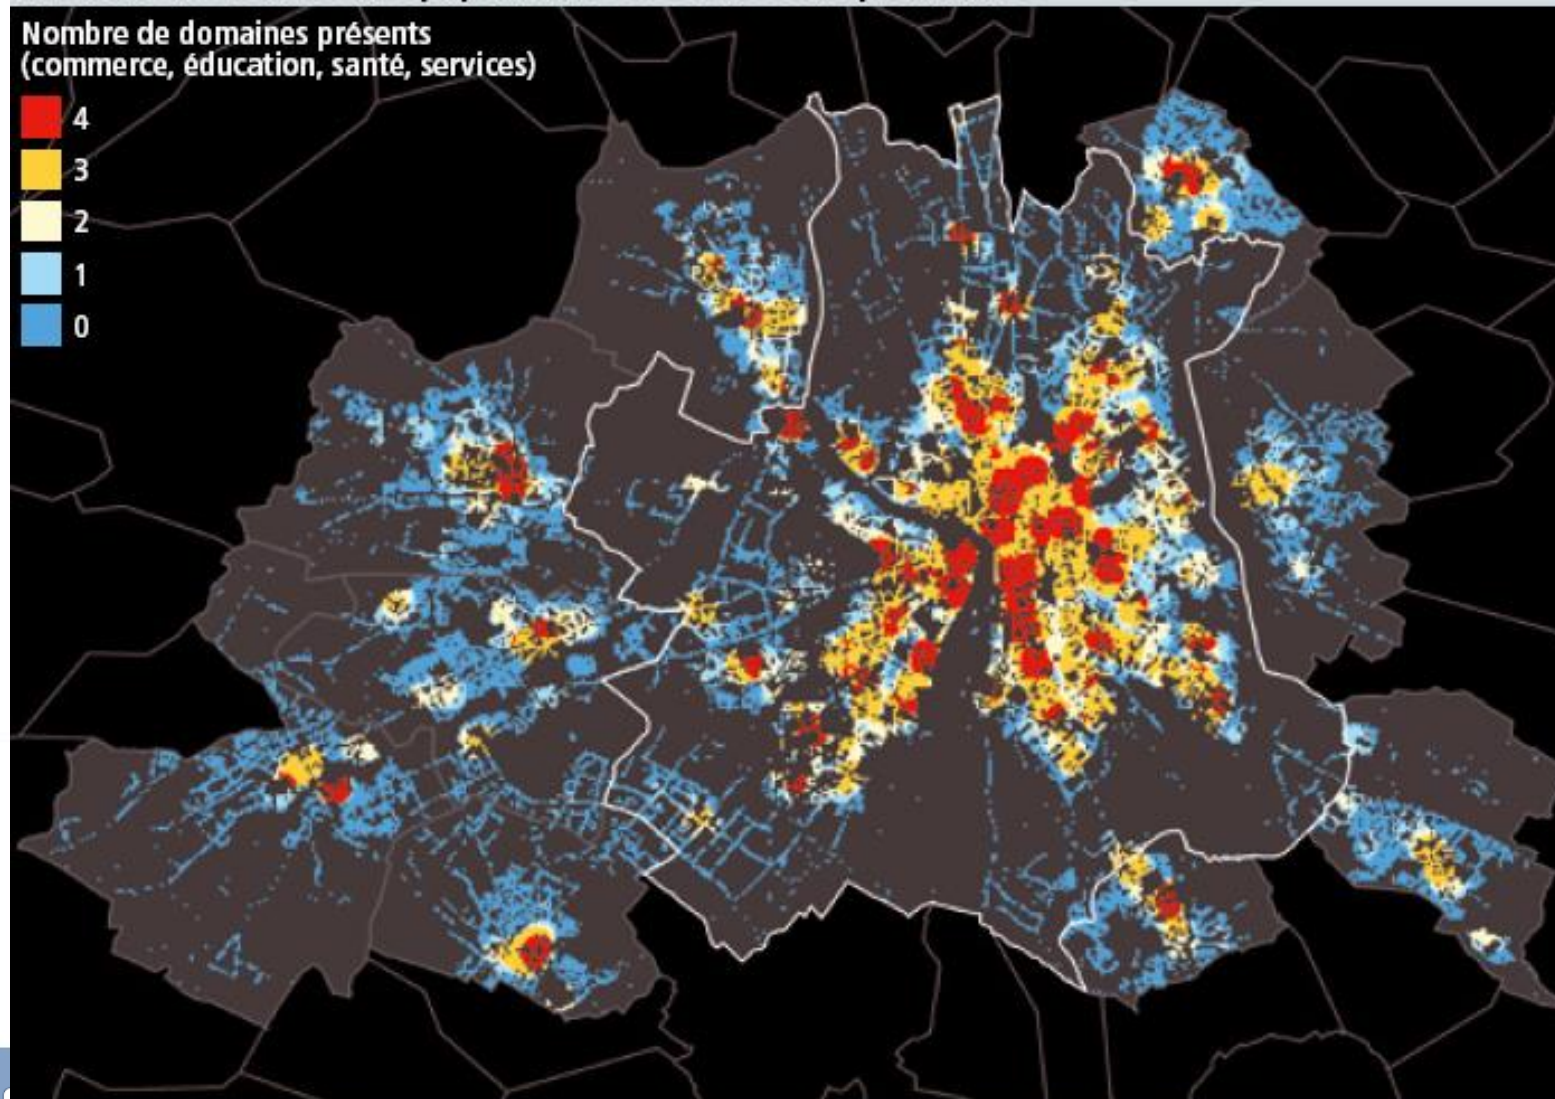 Nombre de domaines présents
(commerce, éducation, santé, services)
4
3
2
1
0